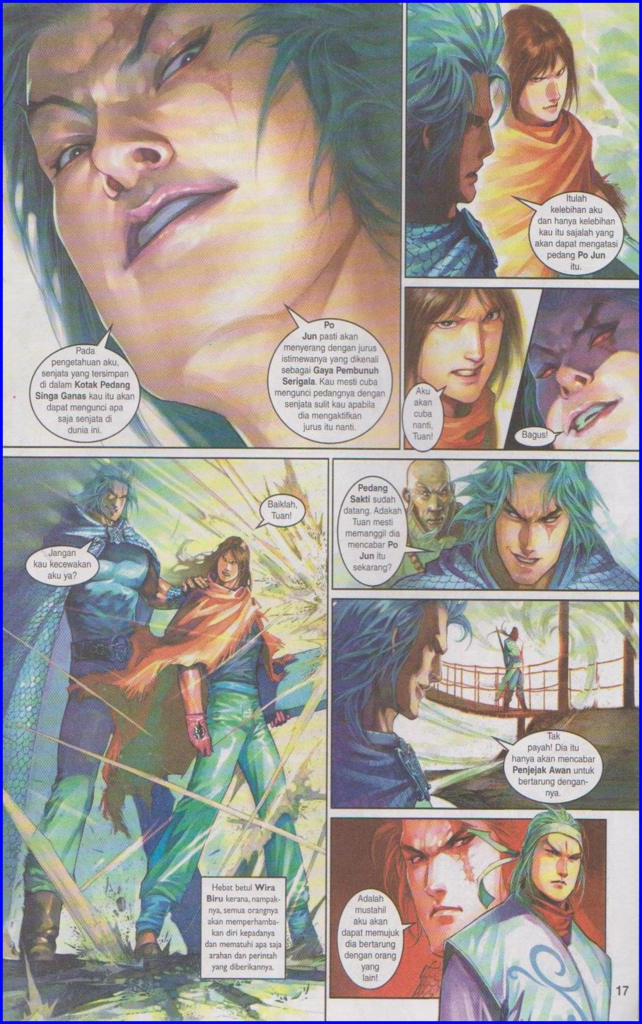 Pada
pengetahuan aku,
senjata yang tersimpan
di dalam Kotak Pedang
Singa Ganas kau itu akan
dapat mengunci apa
saja senjata di
dunia ini.
Po
Jun pasti akan
menyerang dengan jurus
istimewanya yang dikenali
sebagai Gaya Pembunuh
Serigala. Kau mesti cuba
mengunci pedangnya dengan
senjata sulit kau apabila
dia mengaktifkan
jurus itu nanti.
Itulah
kelebihan aku
dan hanya kelebihan
kau itu sajalah yang
akan dapat mengatasi
pedang Po Jun
itu.
Aku
akan
cuba
nanti,
Tuan!
Bagus!
Baiklah,
Tuan!
Jangan
kau kecewakan
aku ya?
Hebat betul Wira
Biru kerana, nampak-
nya, semua orangnya
akan memperhamba-
kan diri kepadanya
dan mematuhi apa saja
arahan dan perintah
yang diberikannya.
Pedang
Sakti sudah
datang. Adakah
Tuan mesti
memanggil dia
mencabar Po
Jun itu
sekarang?
Tak
payah! Dia itu
hanya akan mencabar
Penjejak Awan untuk
bertarung dengan-
nya.
Adalah
mustahil
aku akan
dapat memujuk
dia bertarung
dengan orang
yang
lain!
17